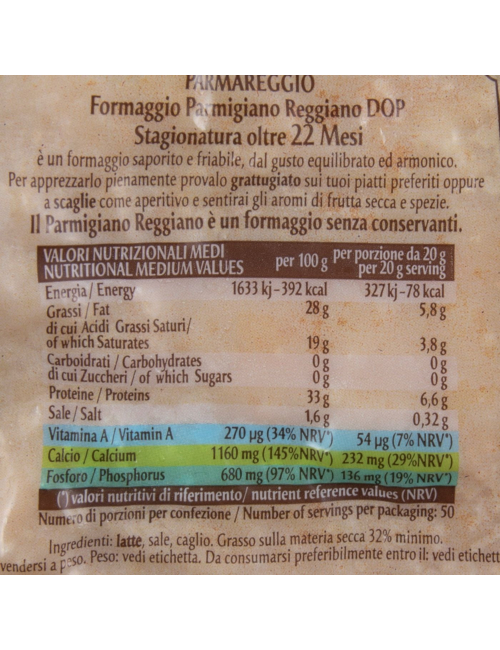 PARMAREGGIO
Formaggio Parmigiano Reggiano DOP
Stagionatura oltre 22 Mesi
è un formaggio saporito e friabile, dal gusto equilibrato ed armonico.
Per apprezzarlo pienamente provalo grattugiato sui tuoi piatti preferiti oppure
a scaglie come aperitivo e sentirai gli aromi di frutta secca e spezie.
Il Parmigiano Reggiano è un formaggio senza conservanti.
VALORI NUTRIZIONALI MEDI
NUTRITIONAL MEDIUM VALUES per 100 g per porzione da 20 g
per 20 g serving
Energia / Energy 1633 kj - 392 kcal 327 kj - 78 kcal
Grassi / Fat 28 g 5,8 g
di cui Acidi Grassi Saturi /
of which Saturates 19 g 3,8 g
Carboidrati / Carbohydrates 0 g 0 g
di cui Zuccheri / of which Sugars 0 g 0 g
Proteine / Proteins 33 g 6,6 g
Sale / Salt 1,6 g 0,32 g
Vitamina A / Vitamin A 270 µg (34% NRV*) 54 µg (7% NRV*)
Calcio / Calcium 1160 mg (145% NRV*) 232 mg (29% NRV*)
Fosforo / Phosphorus 680 mg (97% NRV*) 136 mg (19% NRV*)
(*) valori nutritivi di riferimento / nutrient reference values (NRV)
Numero di porzioni per confezione / Number of servings per packaging: 50
Ingredienti: latte, sale, caglio. Grasso sulla materia secca 32% minimo.
vendersi a peso. Peso: vedi etichetta. Da consumarsi preferibilmente entro il: vedi etichett